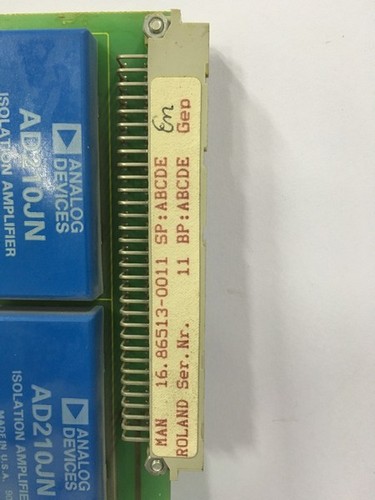 MAN 16.86513-0011 SP:ABCDE
ROLAND Ser.Nr. 11 BP:ABCDE Gep
ANALOG
DEVICES
AD210JN
ISOLATION AMPLIFIER
ANALOG
DEVICES
AD210JN
ISOLATION AMPLIFIER
MADE IN U.S.A.